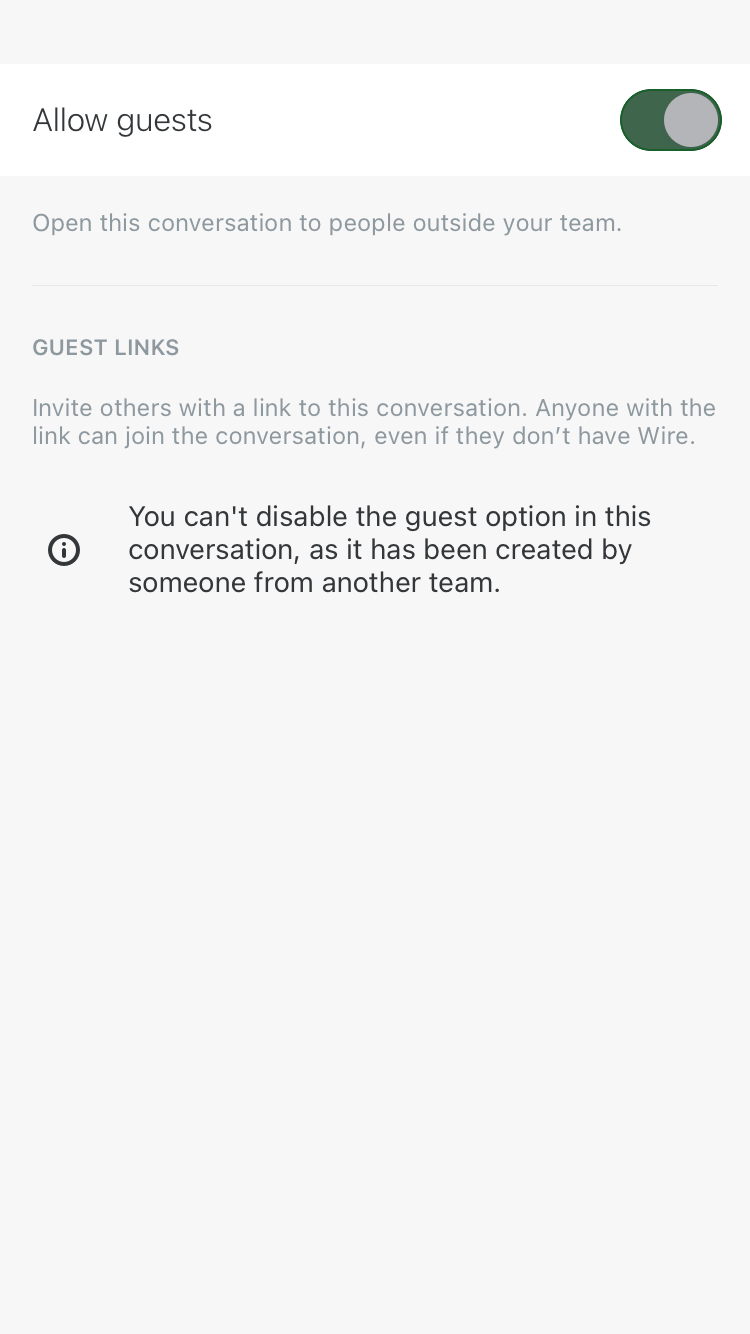 Allow guests
Open this conversation to people outside your team.
GUEST LINKS
Invite others with a link to this conversation. Anyone with the
link can join the conversation, even if they don’t have Wire.
You can't disable the guest option in this
conversation, as it has been created by
someone from another team.